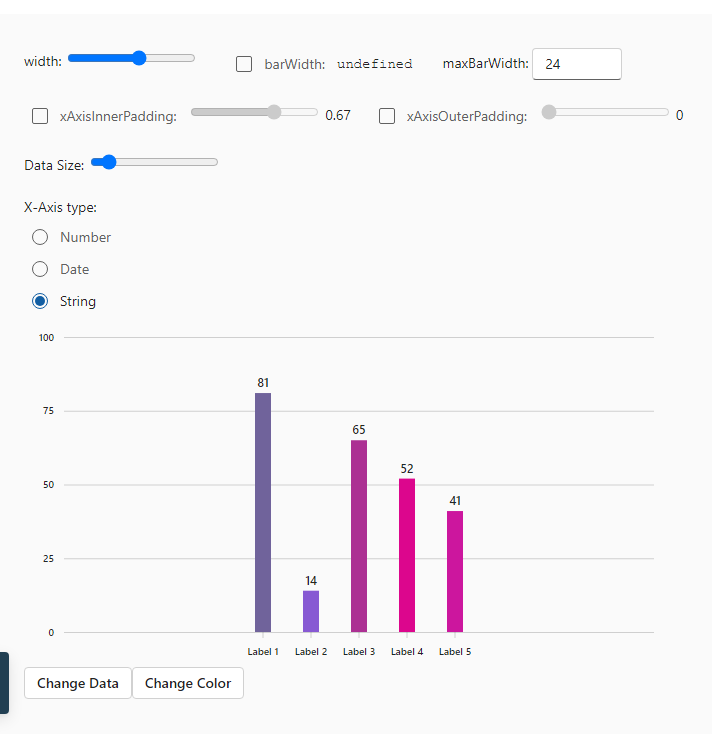 width: barWidth: undefined maxBarWidth: 24
xAxisInnerPadding: 0.67 xAxisOuterPadding: 0
Data Size:
X-Axis type:
Number
Date
String
100
81
75
65
52
50
41
25
14
0
Label 1 Label 2 Label 3 Label 4 Label 5
Change Data Change Color